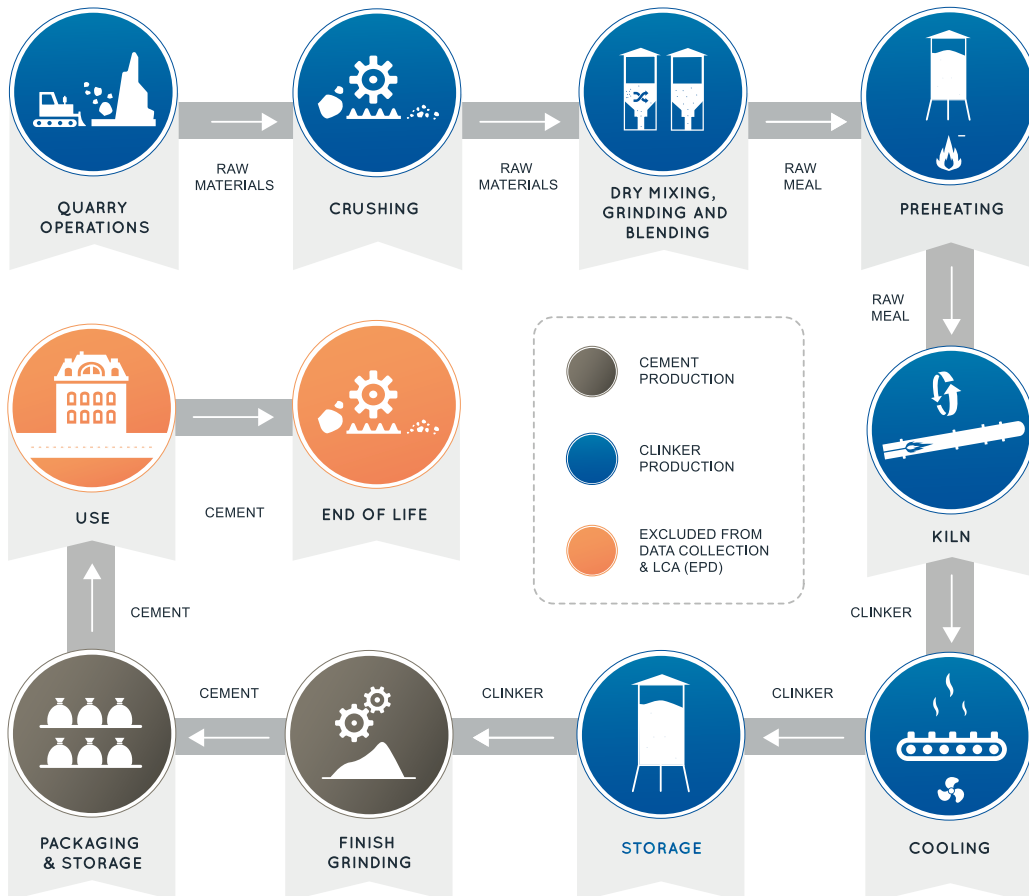 RAW
MATERIALS
RAW
MATERIALS
RAW
MEAL
QUARRY
OPERATIONS
CRUSHING
DRY MIXING,
GRINDING AND
BLENDING
PREHEATING
RAW
MEAL
CEMENT
PRODUCTION
CLINKER
PRODUCTION
EXCLUDED FROM
DATA COLLECTION
& LCA (EPD)
USE
CEMENT
END OF LIFE
KILN
CEMENT
CLINKER
CEMENT
CLINKER
CLINKER
PACKAGING
& STORAGE
FINISH
GRINDING
STORAGE
COOLING